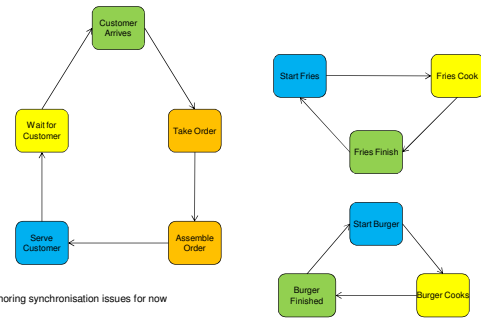 Customer
Arrives
Take Order
Assemble
Order
Serve
Customer
Wait for
Customer
Start Fries
Fries Cook
Fries Finish
Start Burger
Burger Cooks
Burger
Finished
synchronisation issues for now